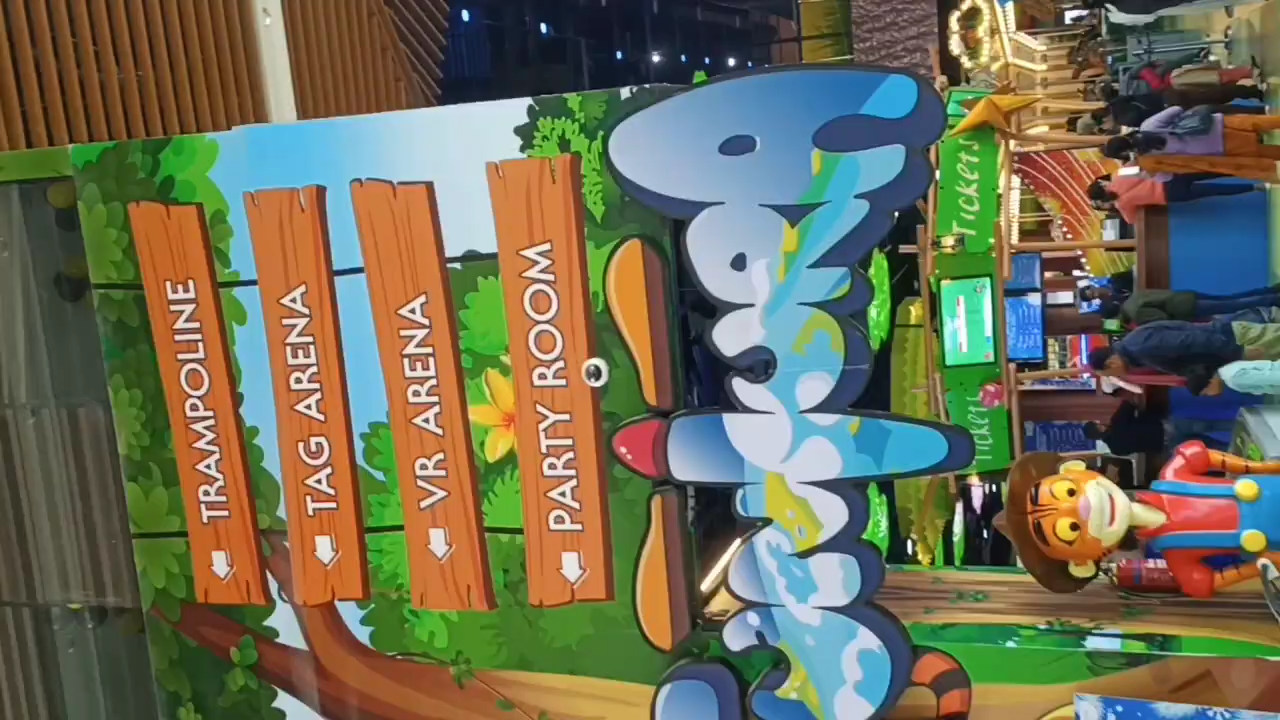 TRAMPOLINE
TAG ARENA
VR ARENA
PARTY ROOM
Tickets
Tickets